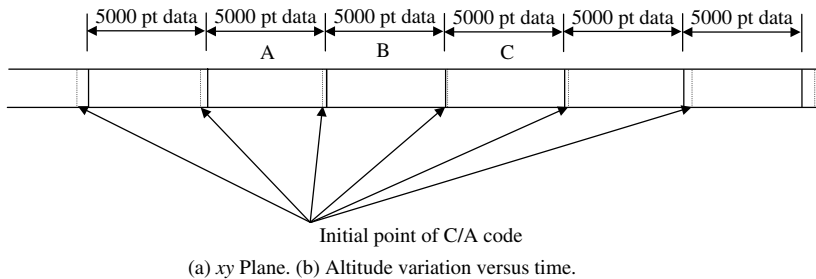 5000 pt data 5000 pt data 5000 pt data 5000 pt data 5000 pt data 5000 pt data
A B C
Initial point of C/A code
(a) xy Plane. (b) Altitude variation versus time.